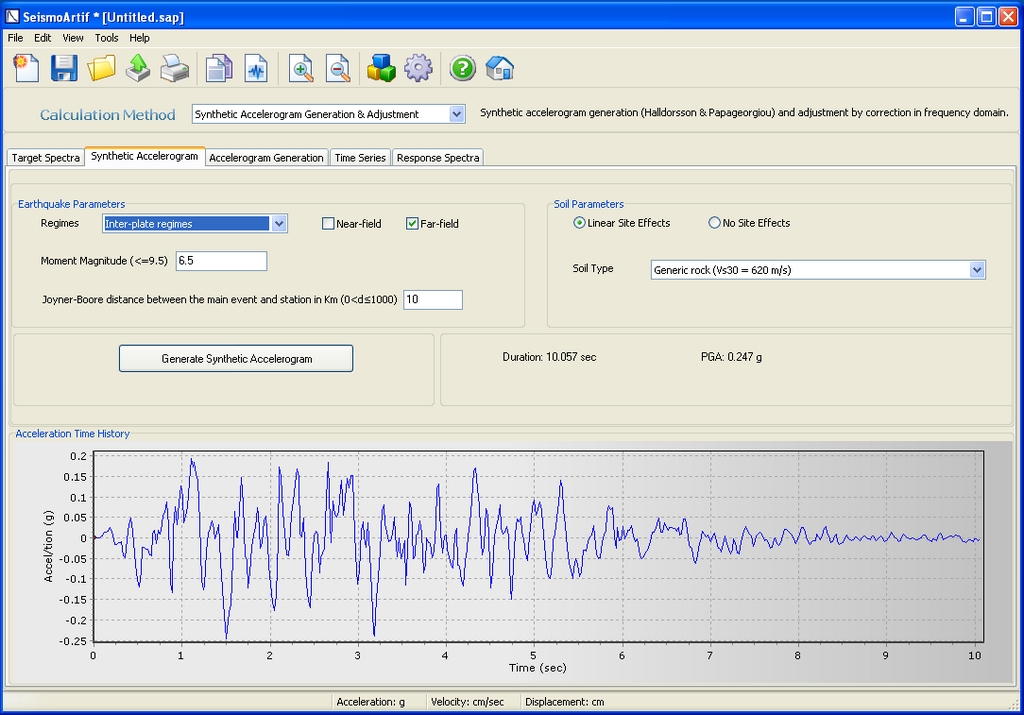 SeismoArtif * [Untitled.sap]
File Edit View Tools Help
Calculation Method Synthetic Accelerogram Generation & Adjustment Synthetic accelerogram generation (Halldorsson & Papageorgiou) and adjustment by correction in frequency domain.
Target Spectra Synthetic Accelerogram Accelerogram Generation Time Series Response Spectra
Earthquake Parameters Soil Parameters
Regimes Inter-plate regimes Near-field Far-field Linear Site Effects No Site Effects
Moment Magnitude (<=9.5) 6.5 Soil Type Generic rock (Vs30 = 620 m/s)
Joyner-Boore distance between the main event and station in Km (0<d≤1000) 10
Generate Synthetic Accelerogram Duration: 10.057 sec PGA: 0.247 g
Acceleration Time History
0.2
0.15
0.1
0.05
0
-0.05
-0.1
-0.15
-0.2
-0.25
Accel/tion (g)
0 1 2 3 4 5 6 7 8 9 10
Time (sec)
Acceleration: g Velocity: cm/sec Displacement: cm